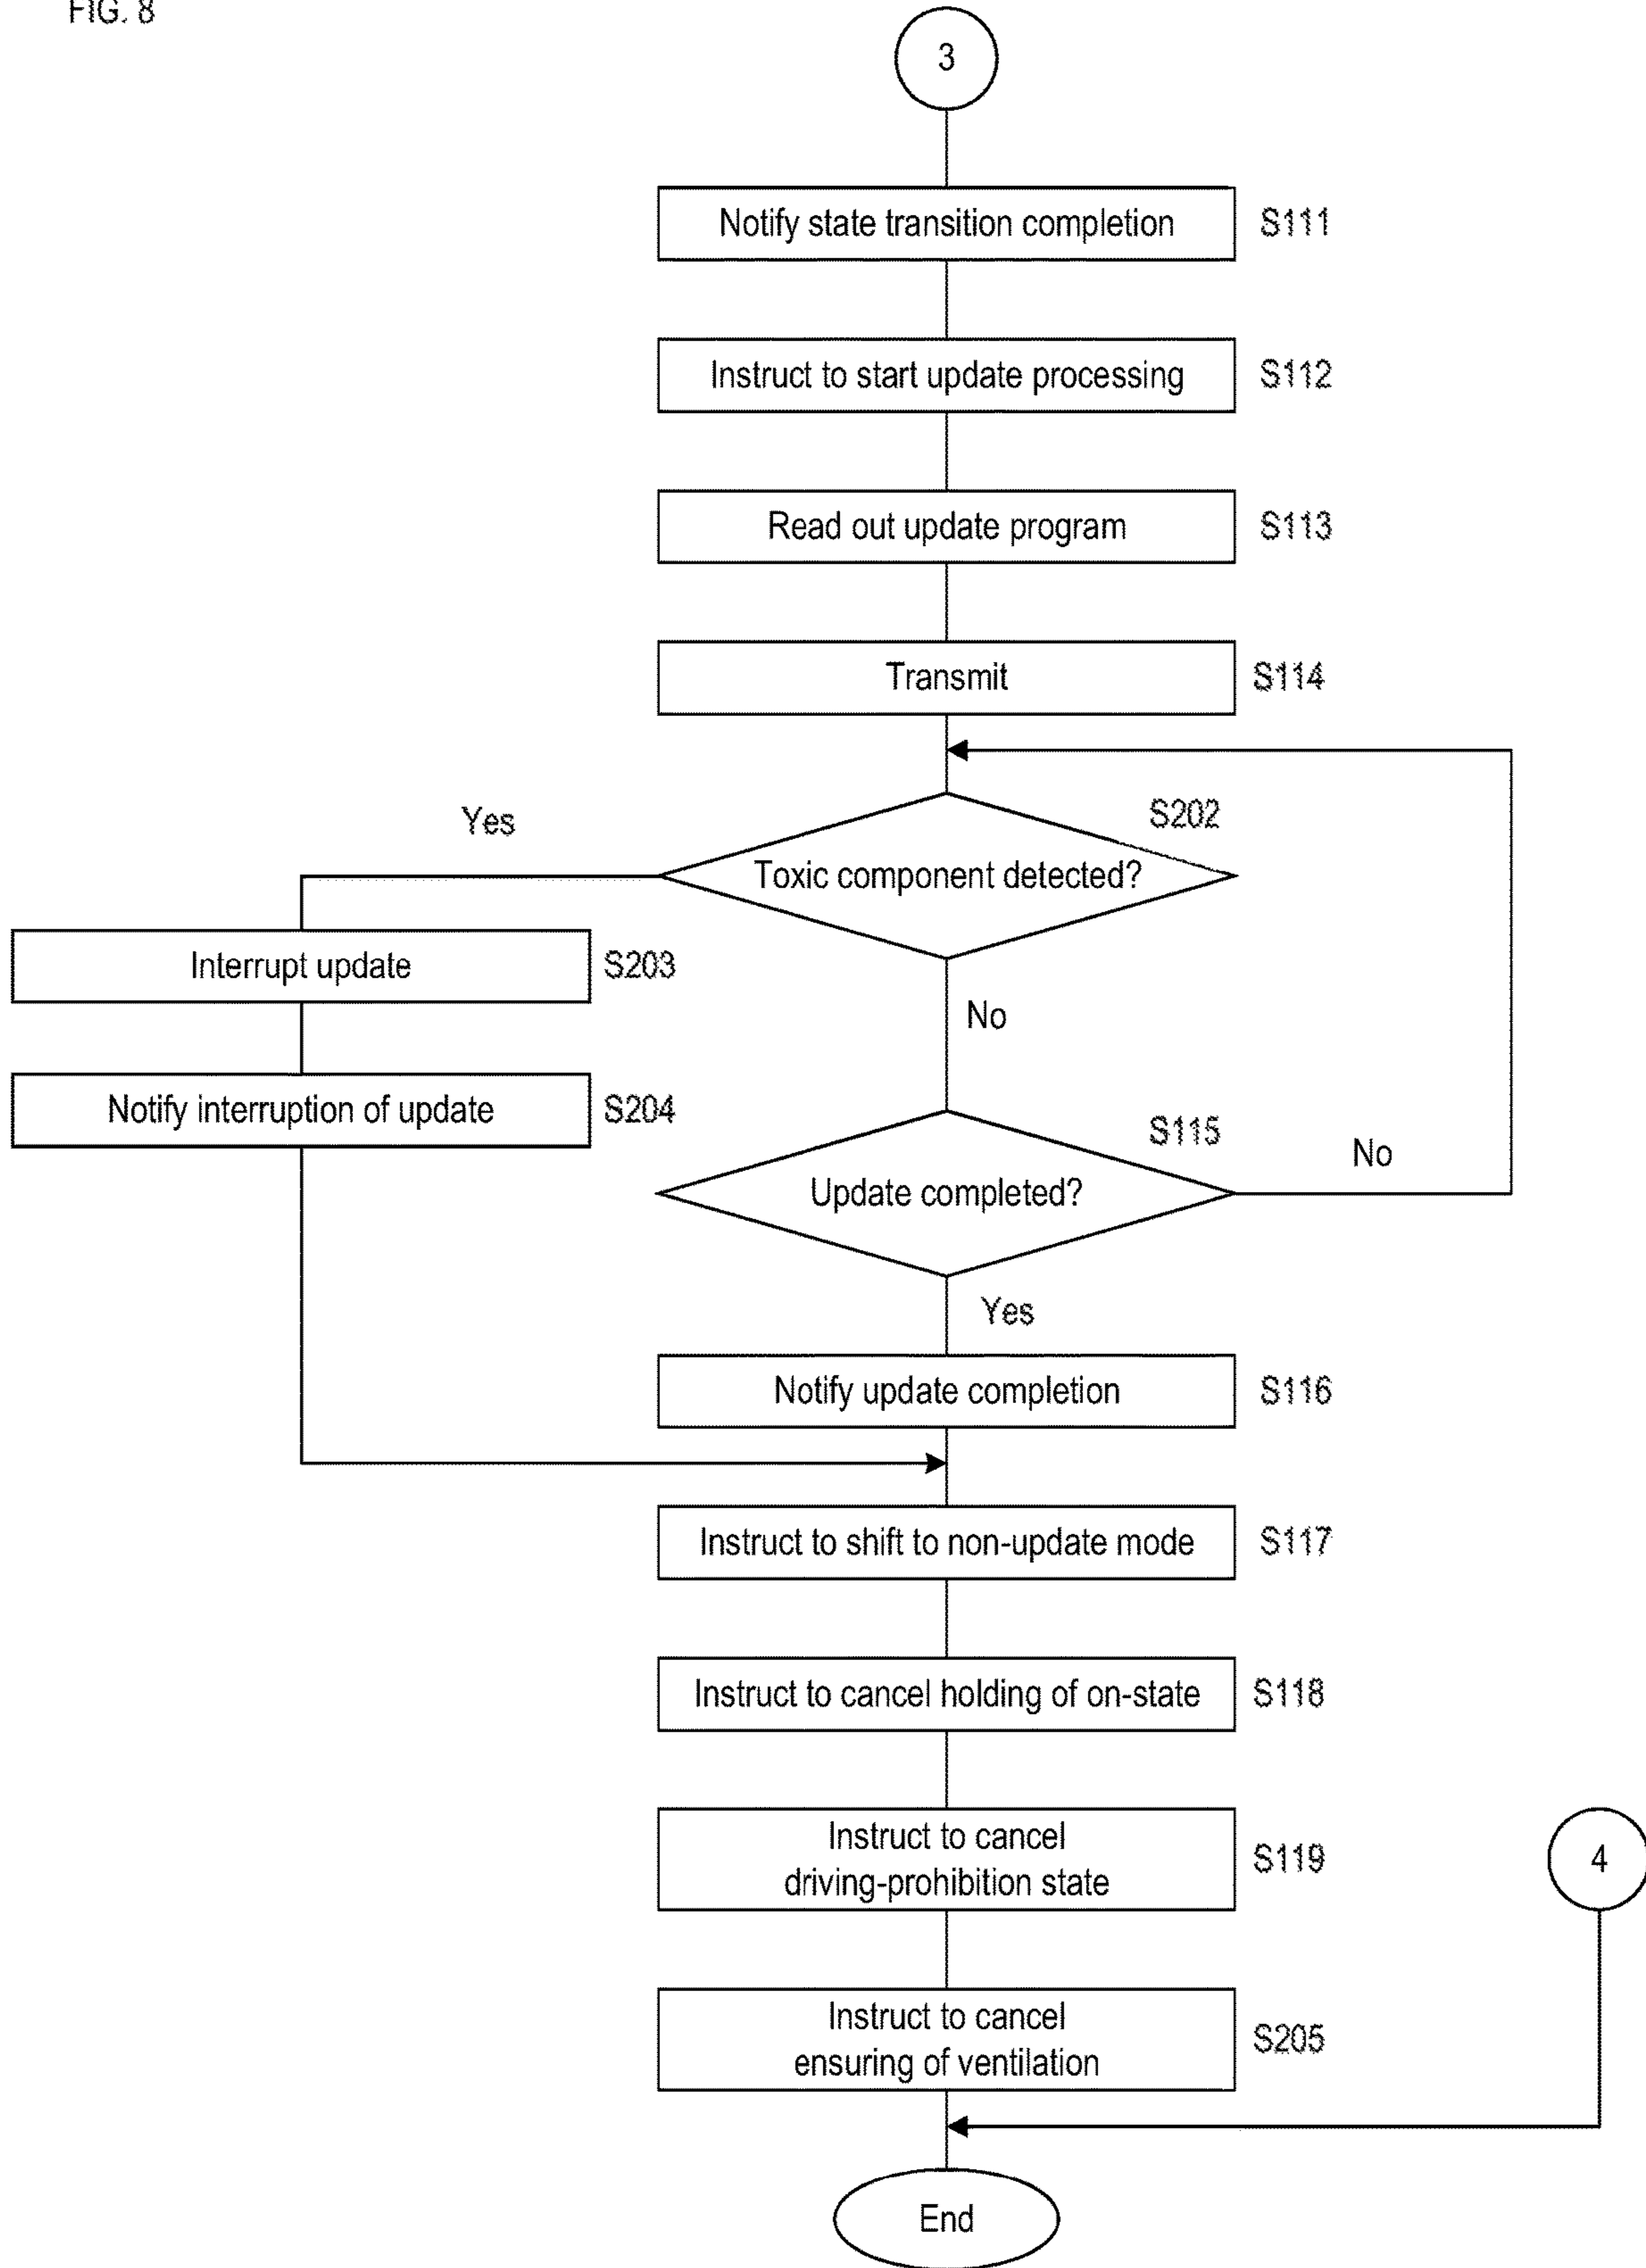 FIG. 8
3
Notify state transition completion S111
Instruct to start update processing S112
Read out update program S113
Transmit S114
S202
Yes
Toxic component detected?
Interrupt update S203
No
Notify interruption of update S204
S115
No
Update completed?
Yes
Notify update completion S116
Instruct to shift to non-update mode S117
Instruct to cancel holding of on-state S118
Instruct to cancel
driving-prohibition state
S119
4
Instruct to cancel
ensuring of ventilation
S205
End